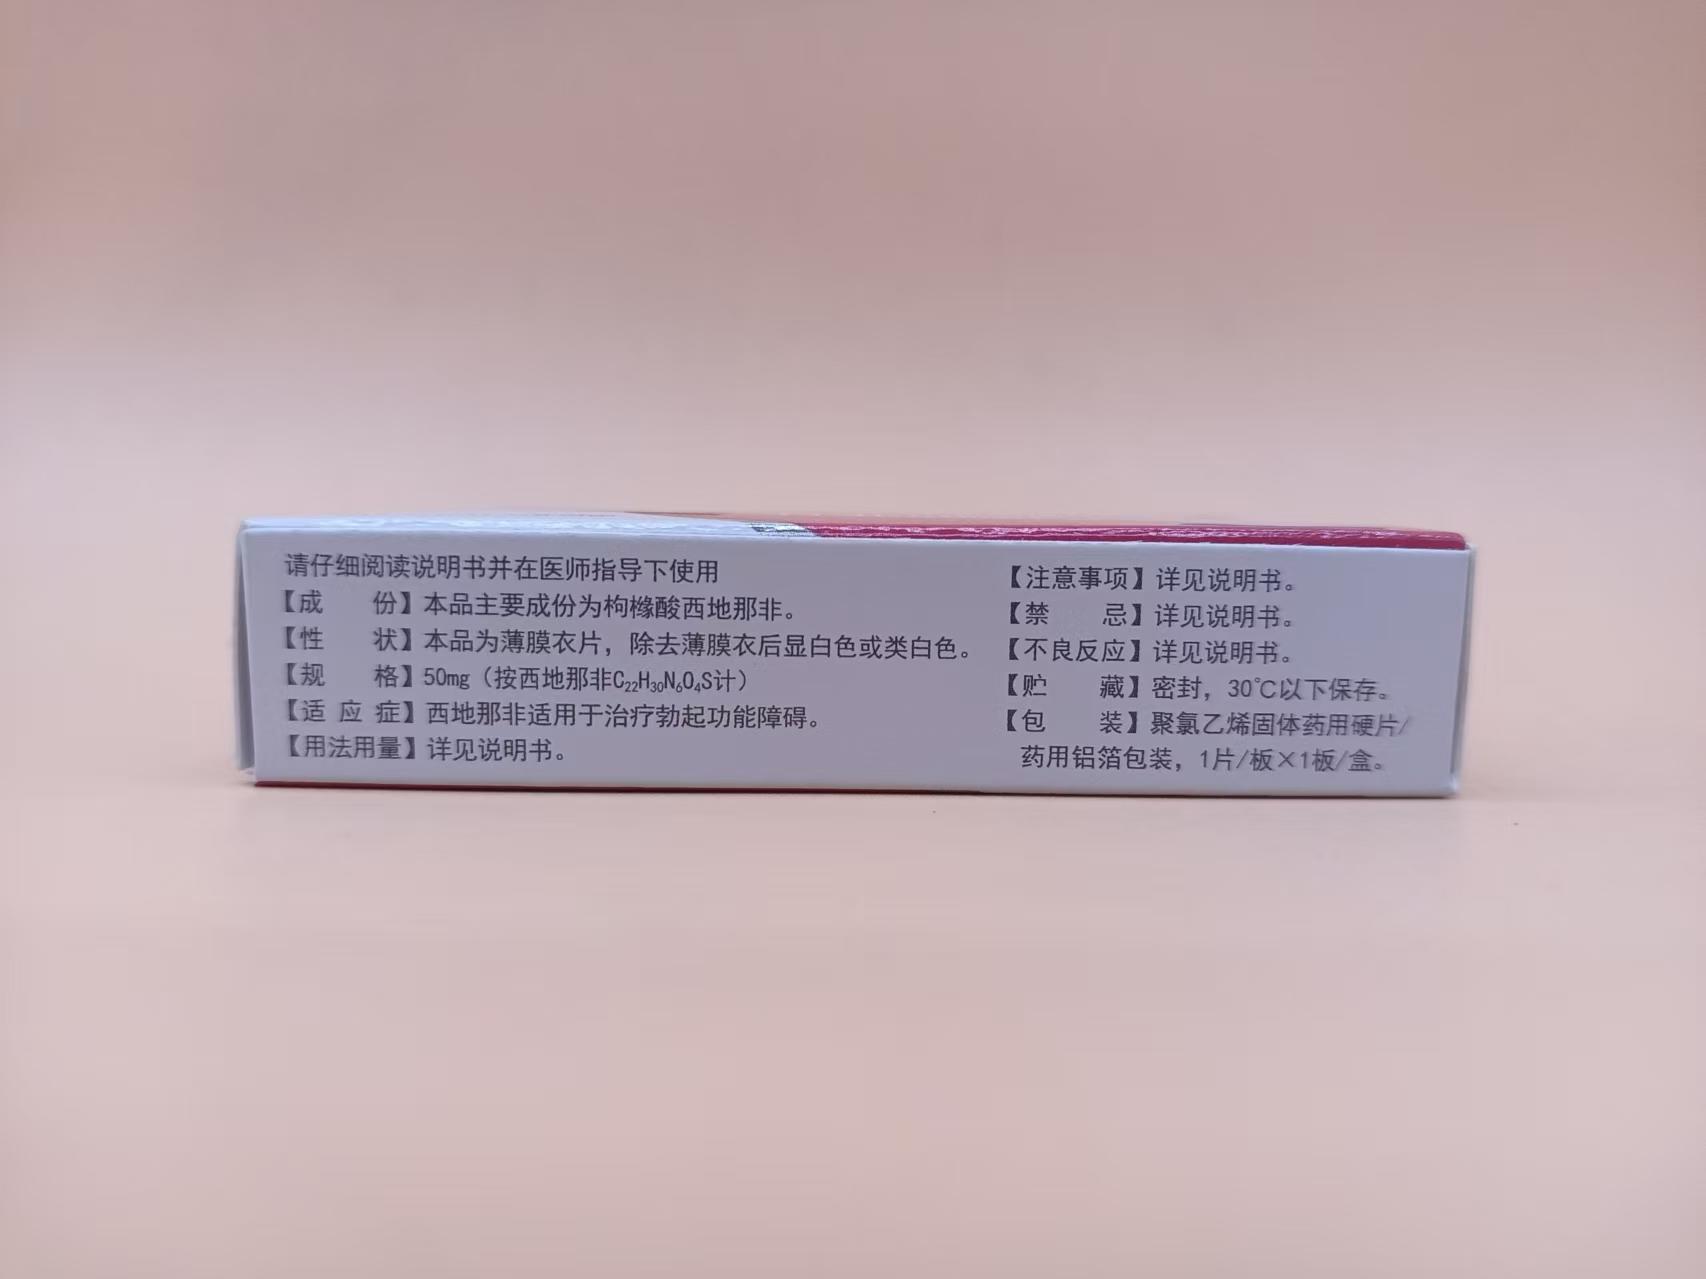 请仔细阅读说明书并在医师指导下使用
【成 份】本品主要成份为枸橼酸西地那非。
【性 状】本品为薄膜衣片，除去薄膜衣后显白色或类白色。
【规 格】50mg（按西地那非C₂₂H₃₀N₆O₄S计）
【适 应 症】西地那非适用于治疗勃起功能障碍。
【用法用量】详见说明书。
【注意事项】详见说明书。
【禁 忌】详见说明书。
【不良反应】详见说明书。
【贮 藏】密封，30℃以下保存。
【包 装】聚氯乙烯固体药用硬片/
药用铝箔包装，1片/板×1板/盒。